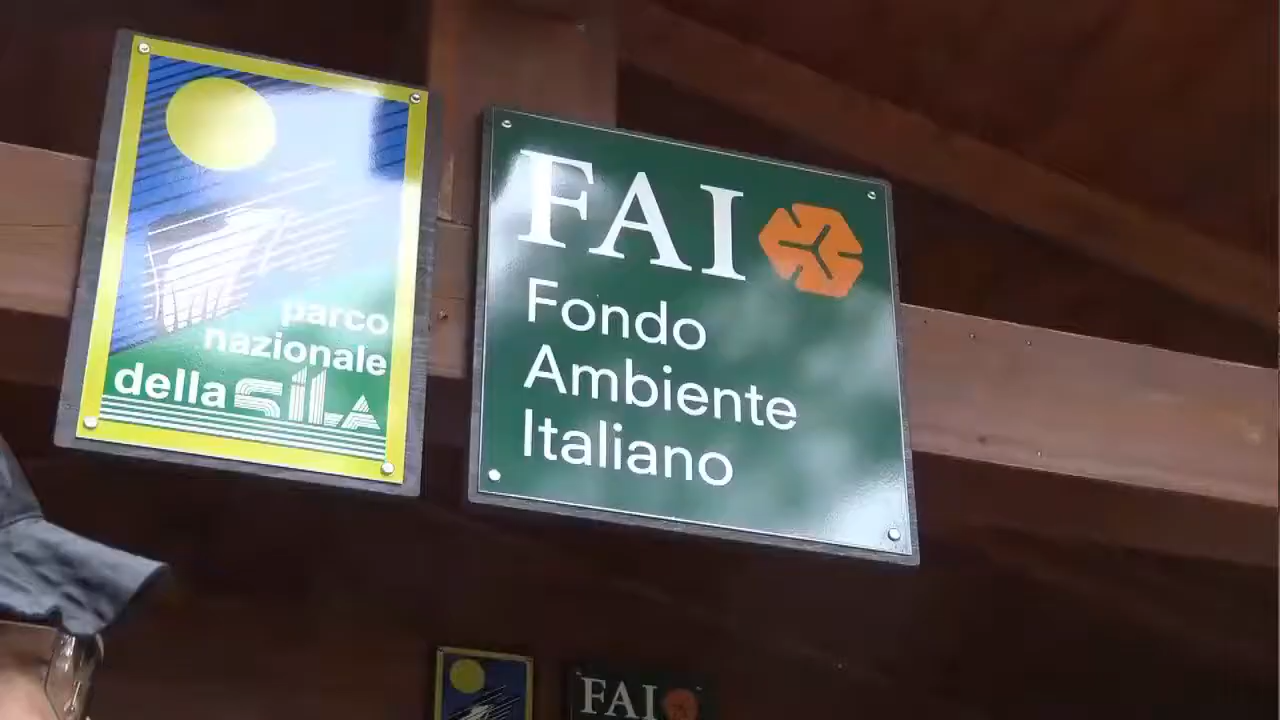 parco
nazionale
della sila
FAI
Fondo
Ambiente
Italiano
FAI